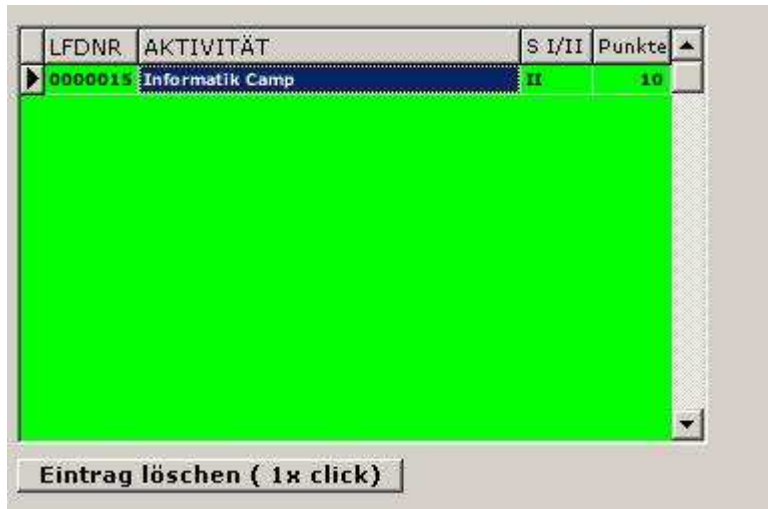 LFDNR AKTIVITÄT S I/II Punkte
0000015 Informatik Camp II 10
Eintrag löschen ( 1x click)